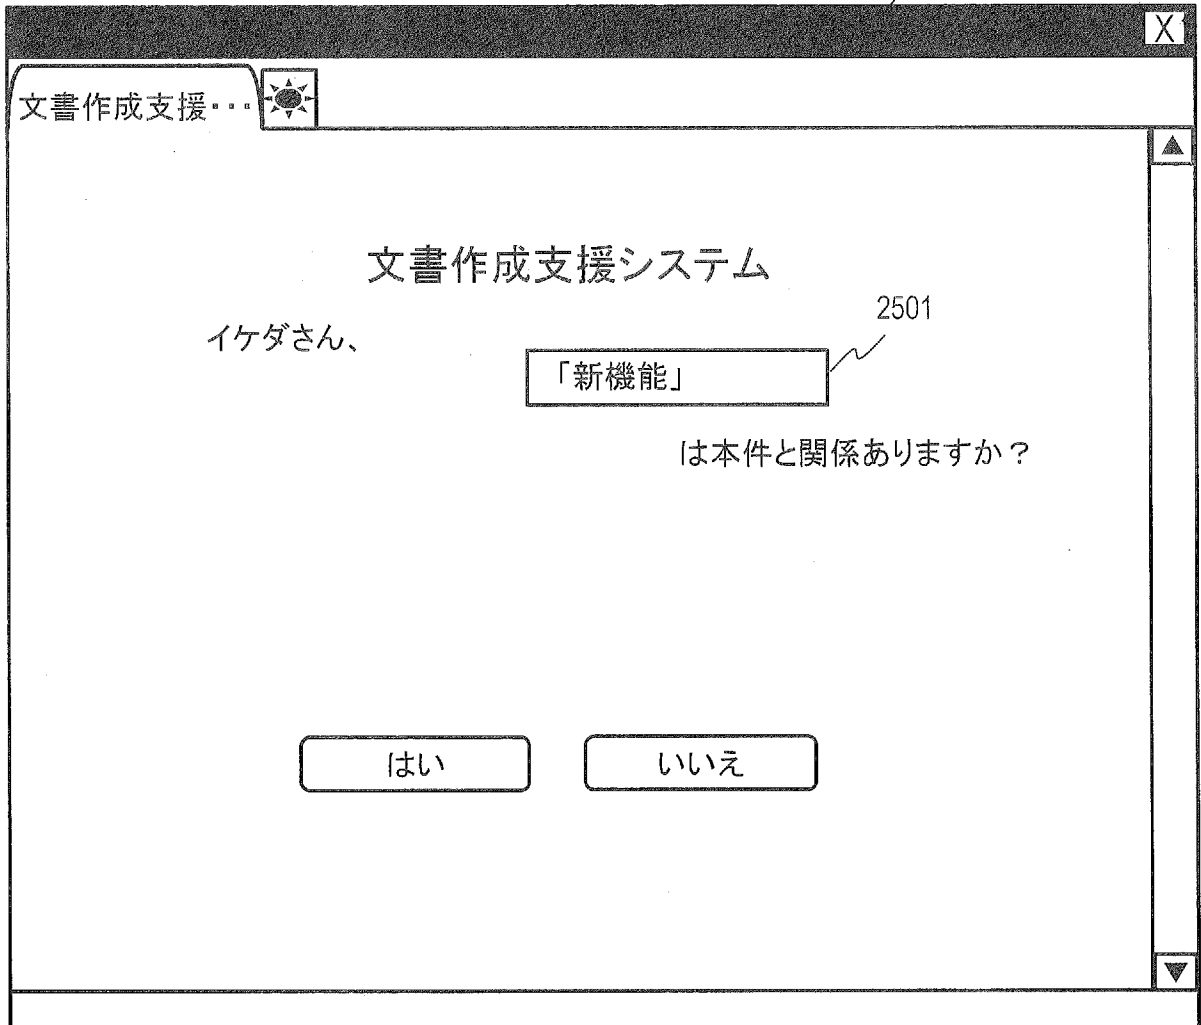 X
文書作成支援・・・
文書作成支援システム
イケダさん、
2501
「新機能」
は本件と関係ありますか？
はい
いいえ